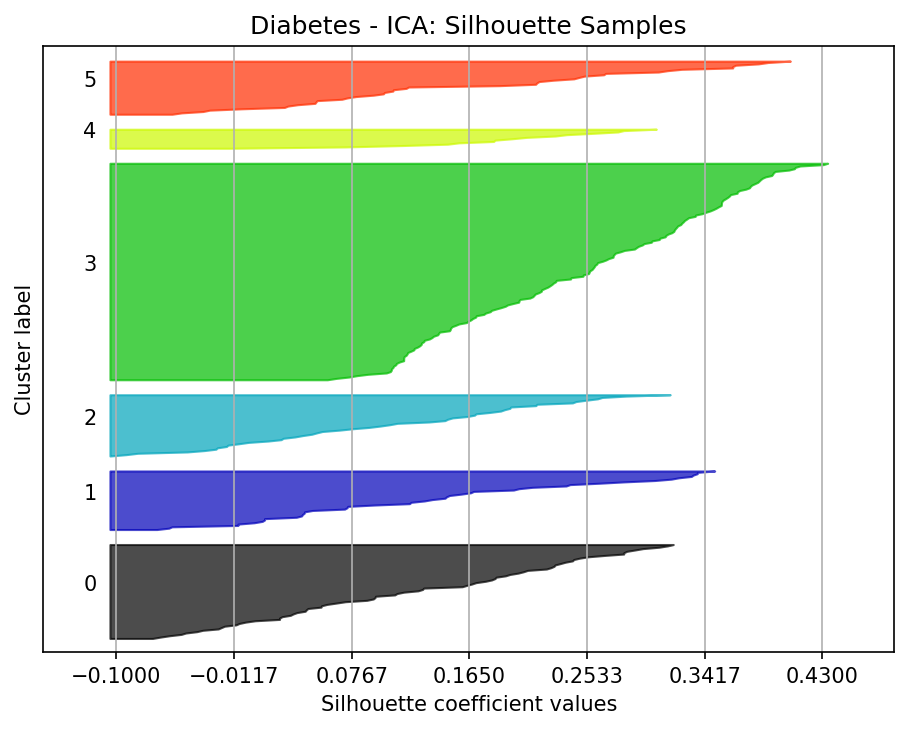 Diabetes - ICA: Silhouette Samples
5
4
3
2
1
0
Cluster label
−0.1000 −0.0117 0.0767 0.1650 0.2533 0.3417 0.4300
Silhouette coefficient values